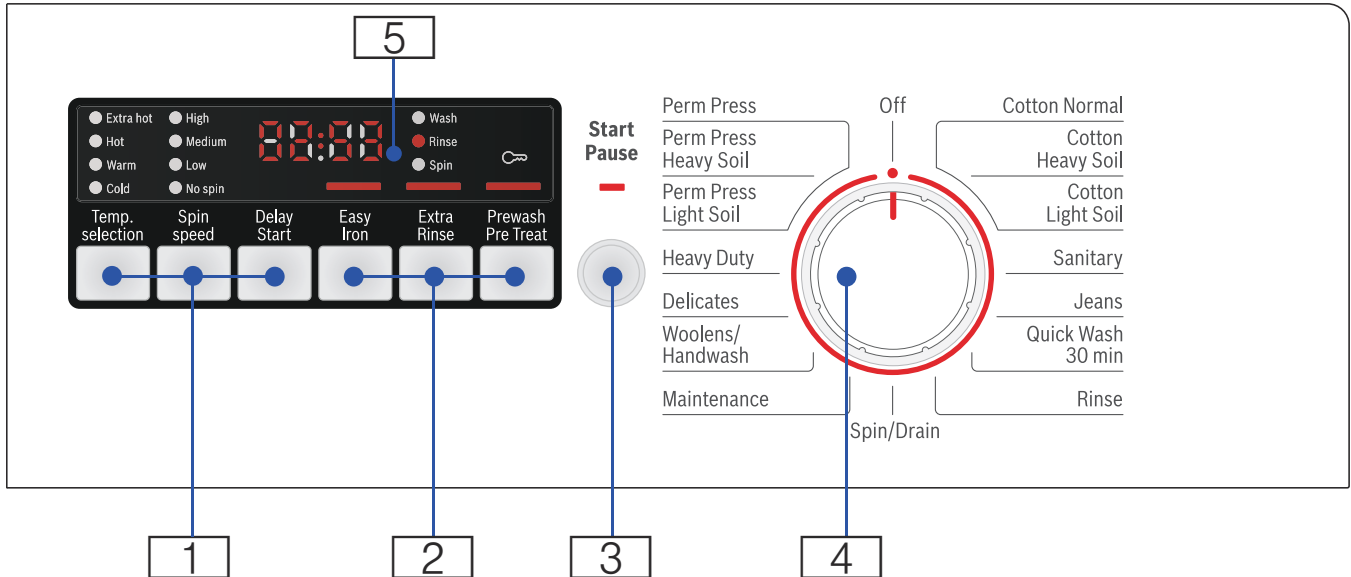 5
Extra hot
Hot
Warm
Cold
High
Medium
Low
No spin
88:88
Wash
Rinse
Spin
Temp.
selection
Spin
speed
Delay
Start
Easy
Iron
Extra
Rinse
Prewash
Pre Treat
Start
Pause
Perm Press
Perm Press
Heavy Soil
Perm Press
Light Soil
Heavy Duty
Delicates
Woolens/
Handwash
Maintenance
Off
Spin/Drain
Cotton Normal
Cotton
Heavy Soil
Cotton
Light Soil
Sanitary
Jeans
Quick Wash
30 min
Rinse
1
2
3
4